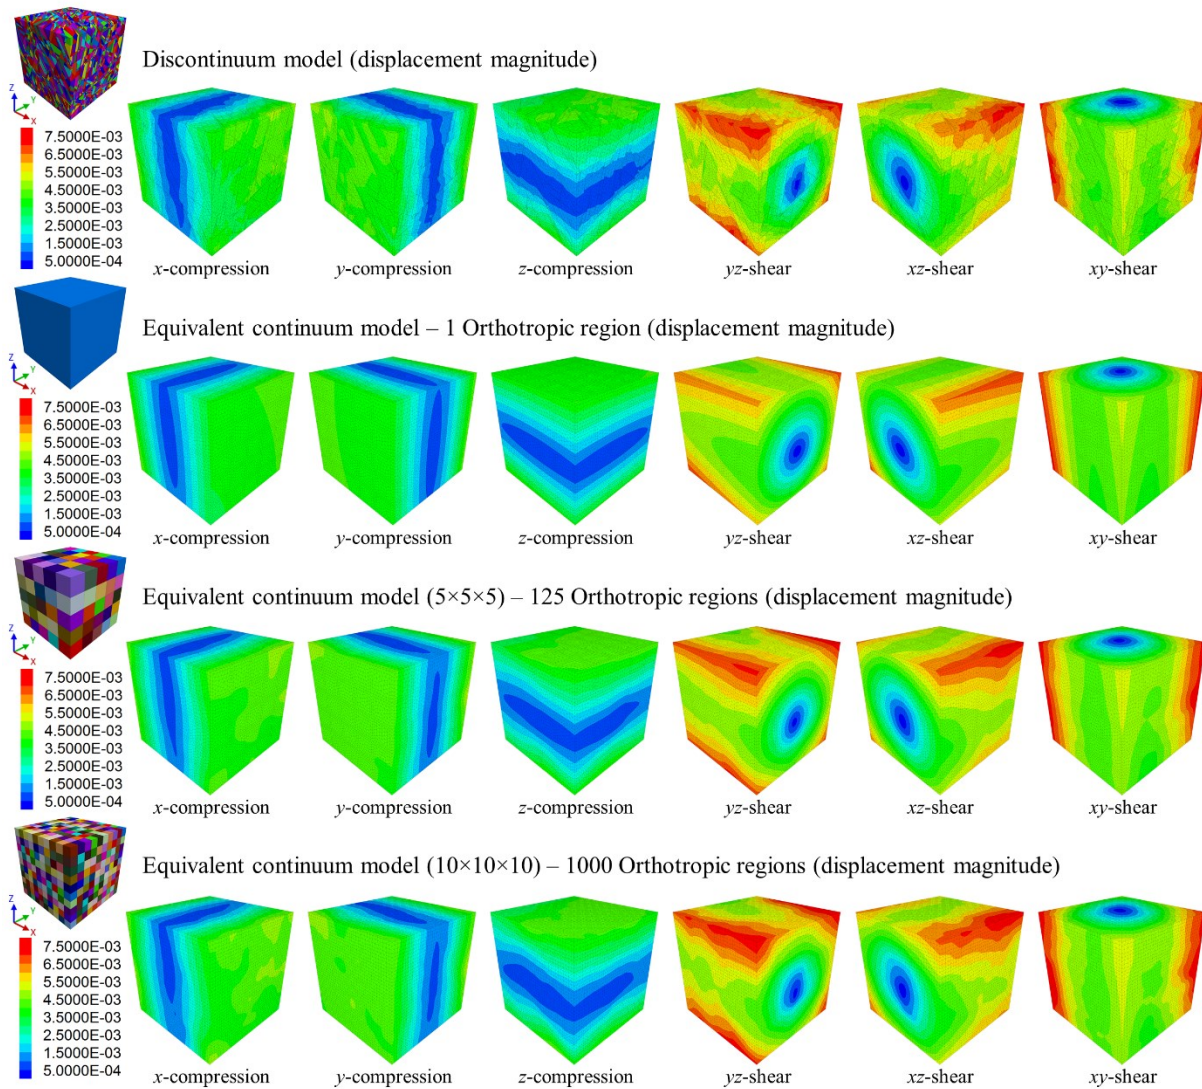 Discontinuum model (displacement magnitude)
Z
Y
X
7.5000E-03
6.5000E-03
5.5000E-03
4.5000E-03
3.5000E-03
2.5000E-03
1.5000E-03
5.0000E-04
x-compression y-compression z-compression yz-shear xz-shear xy-shear
Equivalent continuum model – 1 Orthotropic region (displacement magnitude)
Z
Y
X
7.5000E-03
6.5000E-03
5.5000E-03
4.5000E-03
3.5000E-03
2.5000E-03
1.5000E-03
5.0000E-04
x-compression y-compression z-compression yz-shear xz-shear xy-shear
Equivalent continuum model (5×5×5) – 125 Orthotropic regions (displacement magnitude)
Z
Y
X
7.5000E-03
6.5000E-03
5.5000E-03
4.5000E-03
3.5000E-03
2.5000E-03
1.5000E-03
5.0000E-04
x-compression y-compression z-compression yz-shear xz-shear xy-shear
Equivalent continuum model (10×10×10) – 1000 Orthotropic regions (displacement magnitude)
Z
Y
X
7.5000E-03
6.5000E-03
5.5000E-03
4.5000E-03
3.5000E-03
2.5000E-03
1.5000E-03
5.0000E-04
x-compression y-compression z-compression yz-shear xz-shear xy-shear